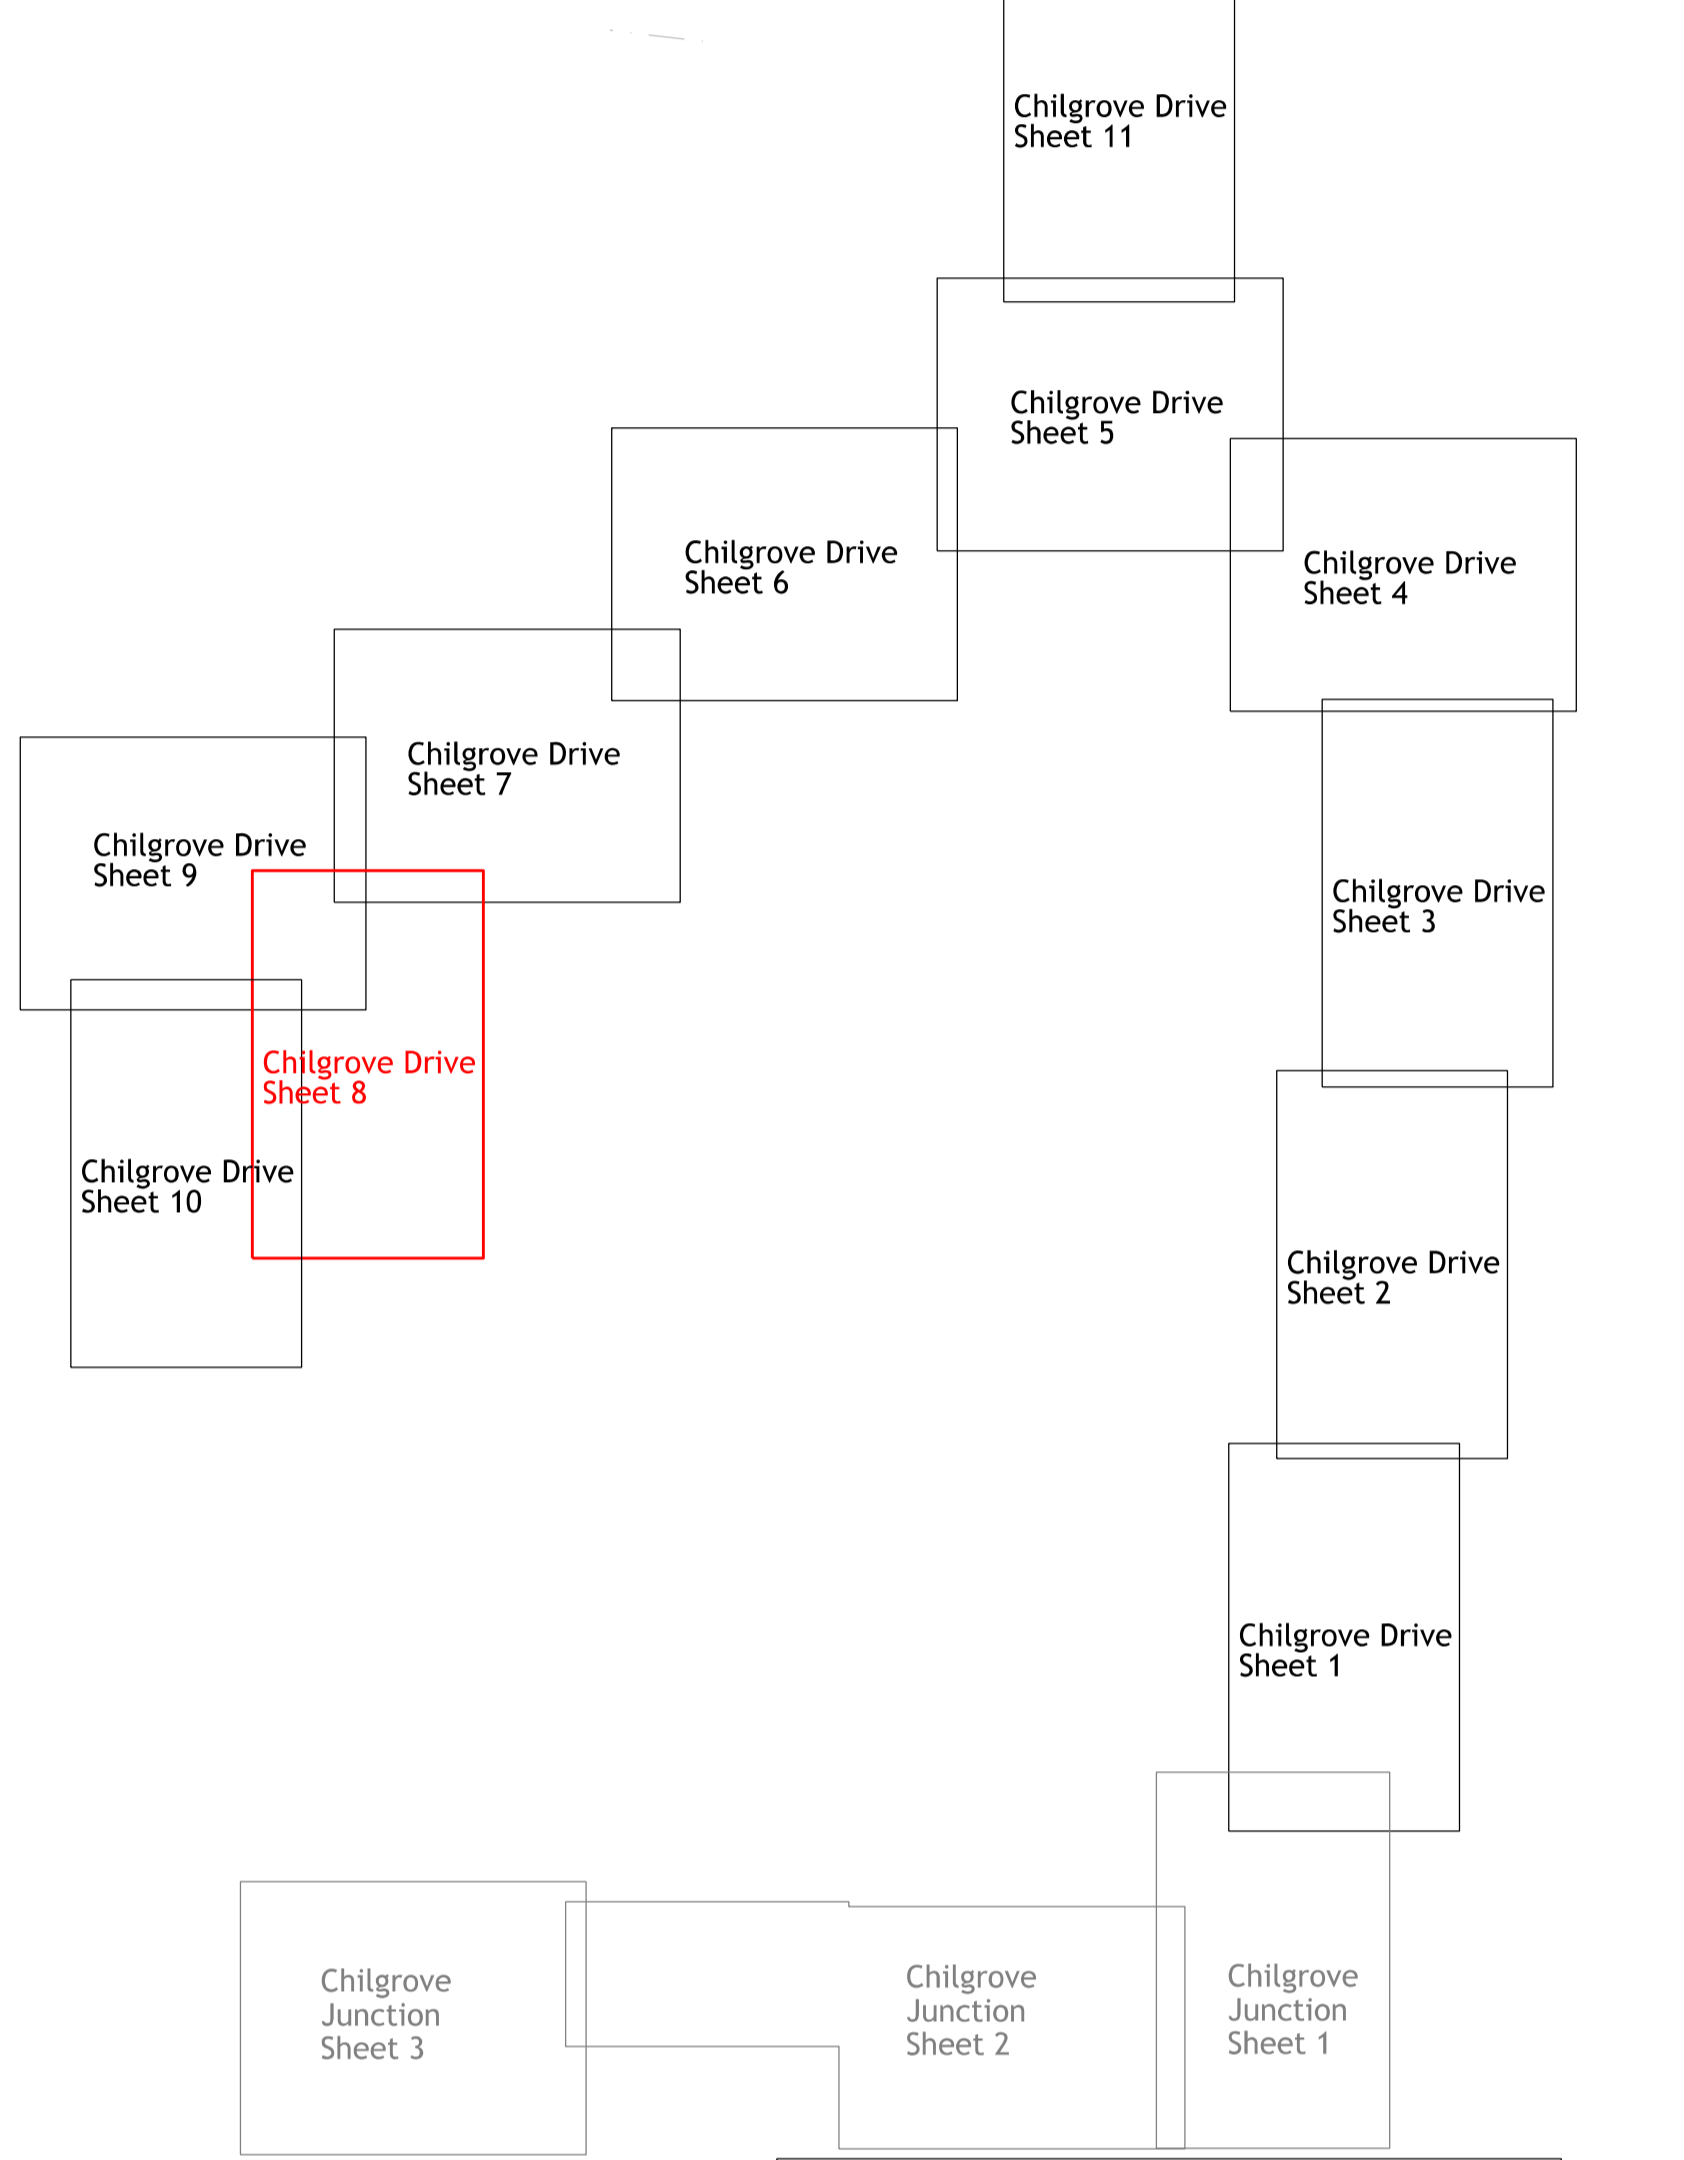 Chilgrove Drive
Sheet 11
Chilgrove Drive
Sheet 5
Chilgrove Drive
Sheet 6
Chilgrove Drive
Sheet 4
Chilgrove Drive
Sheet 7
Chilgrove Drive
Sheet 9
Chilgrove Drive
Sheet 3
Chilgrove Drive
Sheet 8
Chilgrove Drive
Sheet 10
Chilgrove Drive
Sheet 2
Chilgrove Drive
Sheet 1
Chilgrove
Junction
Sheet 3
Chilgrove
Junction
Sheet 2
Chilgrove
Junction
Sheet 1